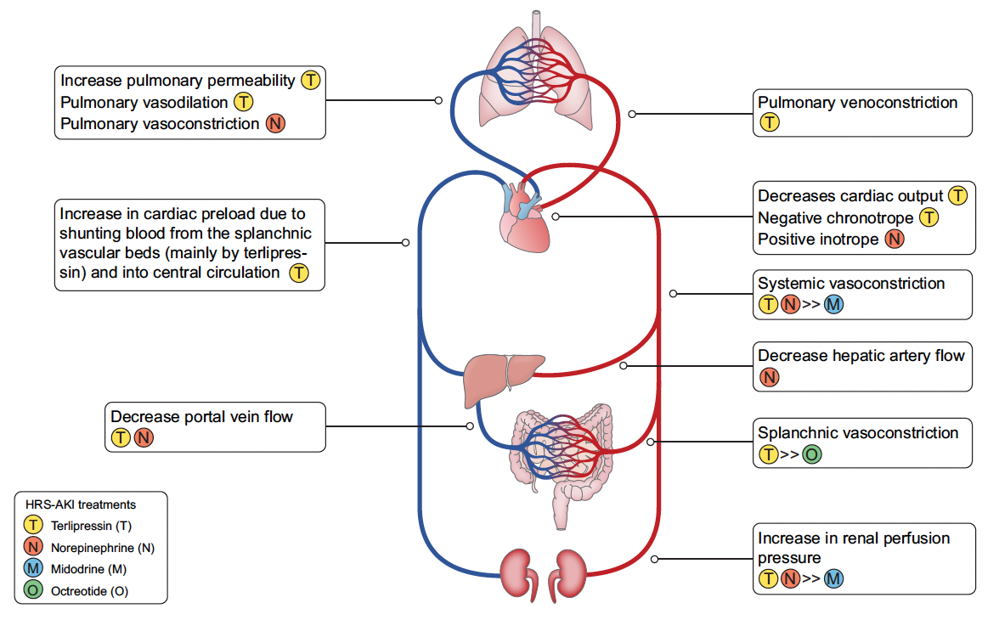 Increase pulmonary permeability T
Pulmonary vasodilation T
Pulmonary vasoconstriction N
Pulmonary venoconstriction
T
Increase in cardiac preload due to
shunting blood from the splanchnic
vascular beds (mainly by terlipres-
sin) and into central circulation T
Decreases cardiac output T
Negative chronotrope T
Positive inotrope N
Systemic vasoconstriction
T N >> M
Decrease hepatic artery flow
N
Decrease portal vein flow
T N
Splanchnic vasoconstriction
T >> O
Increase in renal perfusion
pressure
T N >> M
HRS-AKI treatments
T Terlipressin (T)
N Norepinephrine (N)
M Midodrine (M)
O Octreotide (O)